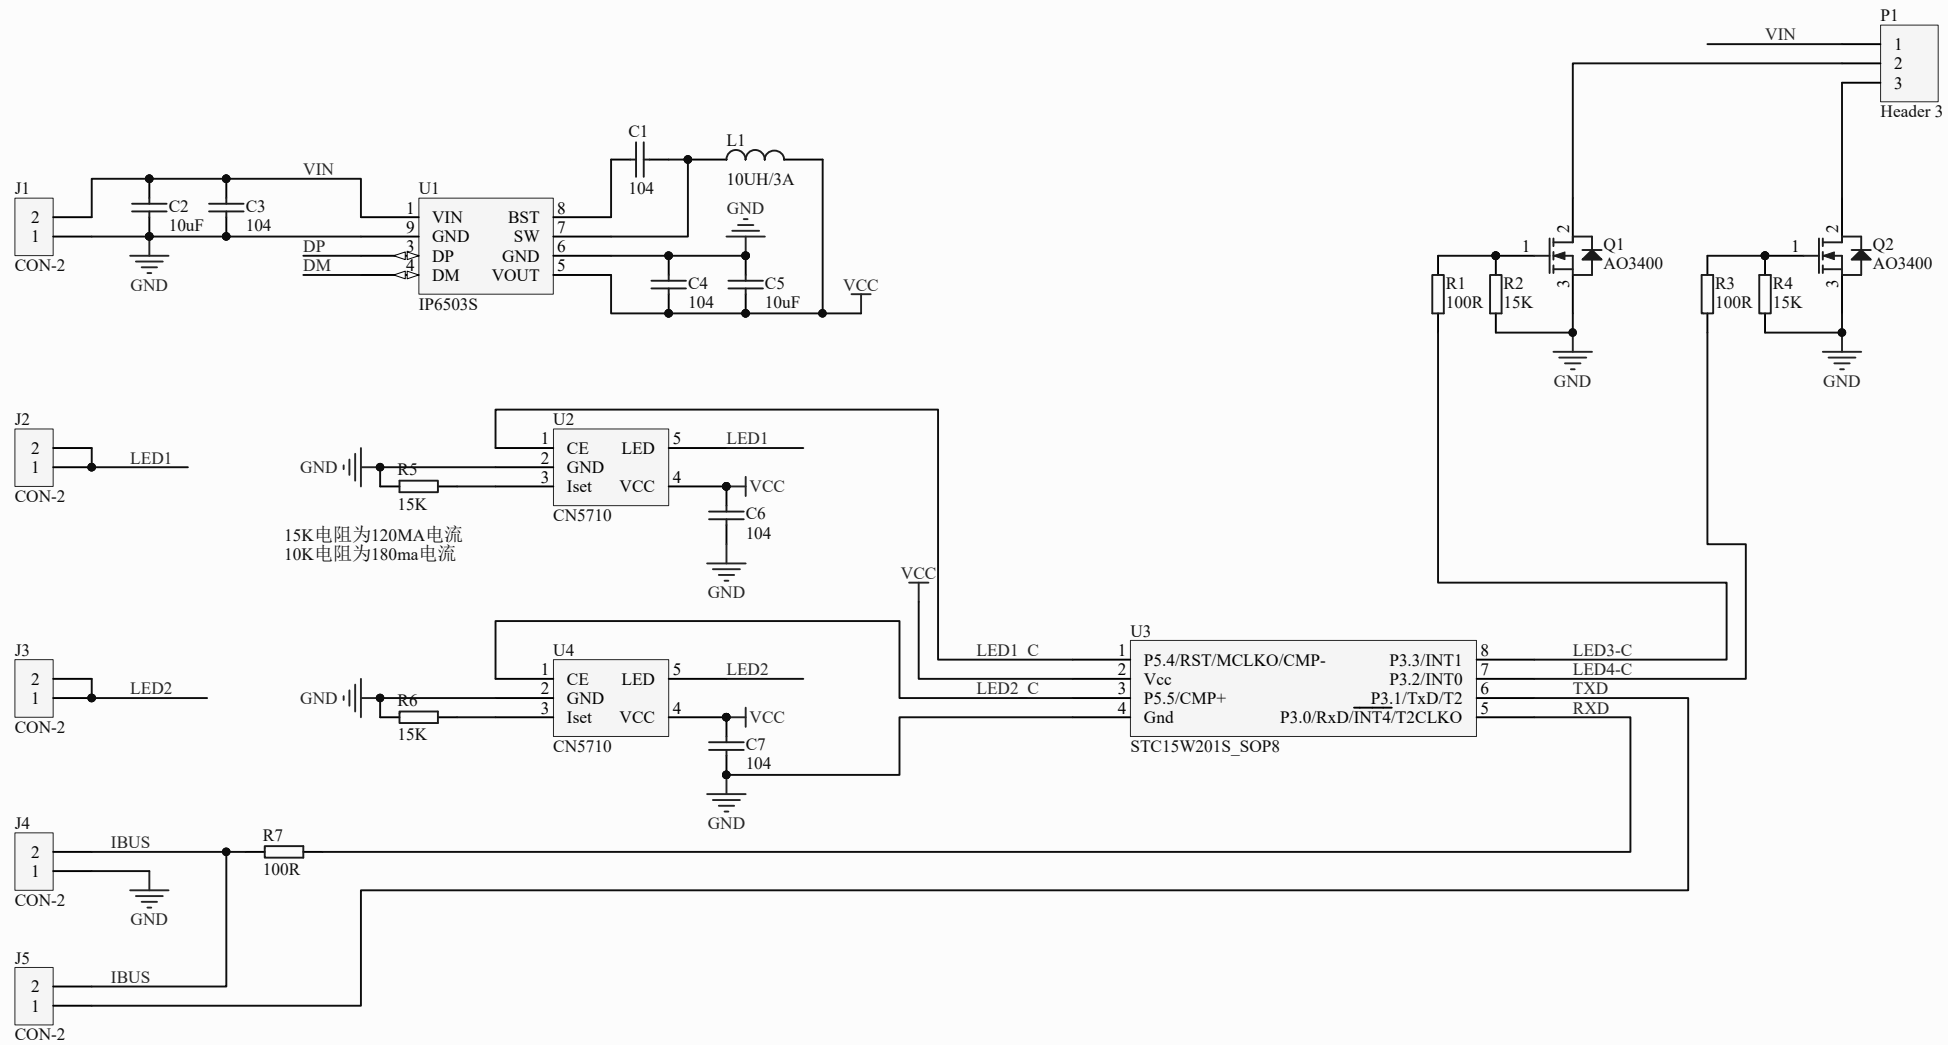 P1
VIN
1
2
3
Header 3
C1
104
L1
10UH/3A
GND
J1
2
1
CON-2
VIN
C2
10uF
C3
104
GND
DP
DM
U1
1
9
3
4
VIN
GND
DP
DM
BST
SW
GND
VOUT
8
7
6
5
IP6503S
C4
104
C5
10uF
VCC
1
2
3
Q1
AO3400
R1
100R
R2
15K
GND
1
2
3
Q2
AO3400
R3
100R
R4
15K
GND
J2
2
1
CON-2
LED1
GND
R5
15K
15K电阻为120MA电流
10K电阻为180ma电流
U2
1
2
3
CE
GND
Iset
LED
VCC
5
4
CN5710
LED1
VCC
C6
104
GND
VCC
J3
2
1
CON-2
LED2
GND
R6
15K
U4
1
2
3
CE
GND
Iset
LED
VCC
5
4
CN5710
LED2
VCC
C7
104
GND
LED1_C
LED2_C
U3
1
2
3
4
P5.4/RST/MCLKO/CMP-
Vcc
P5.5/CMP+
Gnd
P3.3/INT1
P3.2/INT0
P3.1/TxD/T2
P3.0/RxD/INT4/T2CLKO
8
7
6
5
STC15W201S_SOP8
LED3-C
LED4-C
TXD
RXD
J4
2
1
CON-2
IBUS
GND
R7
100R
J5
2
1
CON-2
IBUS